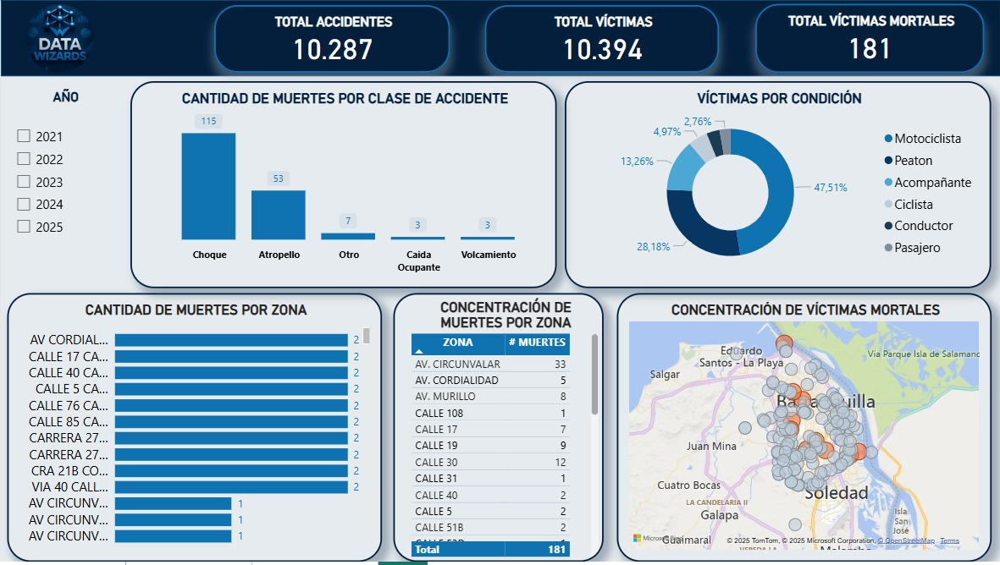 DATA
WIZARDS
TOTAL ACCIDENTES
10.287
TOTAL VÍCTIMAS
10.394
TOTAL VÍCTIMAS MORTALES
181
AÑO
2021
2022
2023
2024
2025
CANTIDAD DE MUERTES POR CLASE DE ACCIDENTE
115
53
7
3
3
Choque
Atropello
Otro
Caida
Ocupante
Volcamiento
VÍCTIMAS POR CONDICIÓN
2,76%
4,97%
13,26%
47,51%
28,18%
Motociclista
Peaton
Acompañante
Ciclista
Conductor
Pasajero
CANTIDAD DE MUERTES POR ZONA
AV CORDIAL... 2
CALLE 17 CA... 2
CALLE 40 CA... 2
CALLE 5 CA... 2
CALLE 76 CA... 2
CALLE 85 CA... 2
CARRERA 27... 2
CARRERA 27... 2
CRA 21B CO... 2
VIA 40 CALL... 2
AV CIRCUNV... 1
AV CIRCUNV... 1
AV CIRCUNV... 1
CONCENTRACIÓN DE
MUERTES POR ZONA
ZONA # MUERTES
AV. CIRCUNVALAR 33
AV. CORDIALIDAD 5
AV. MURILLO 8
CALLE 108 1
CALLE 17 7
CALLE 19 9
CALLE 30 12
CALLE 31 1
CALLE 40 2
CALLE 5 2
CALLE 51B 2
Total 181
CONCENTRACIÓN DE VÍCTIMAS MORTALES
Eduardo
Santos - La Playa
Vía Parque Isla de Salamanc
Salgar
Barranquilla
Juan Mina
Cuatro Bocas
Soledad
LA CANDELARIA II
Galapa
Isla
San
José
Guaimaral
© 2025 TomTom, © 2025 Microsoft Corporation, © OpenStreetMap Terms